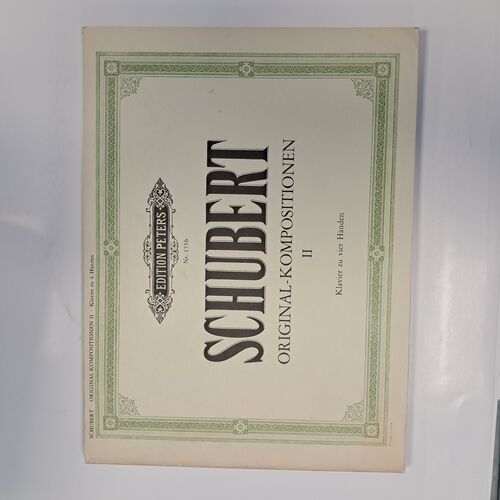 SCHUBERT · ORIGINAL-KOMPOSITIONEN II · Klavier zu 4 Händen
EDITION PETERS
Nr. 155b
SCHUBERT
ORIGINAL-KOMPOSITIONEN
II
Klavier zu vier Händen